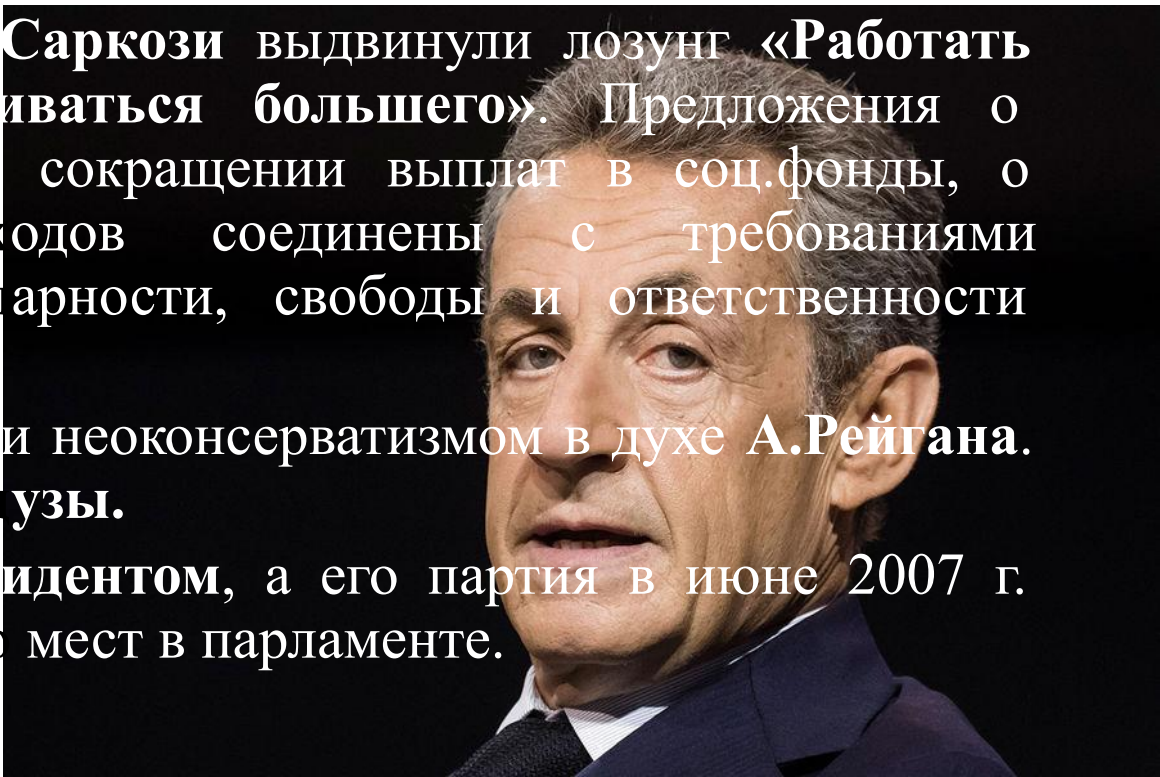 Саркози выдвинули лозунг «Работать
иваться большего». Предложения о
сокращении выплат в соц.фонды, о
одов соединены с требованиями
арности, свободы и ответственности
и неоконсерватизмом в духе А.Рейгана.
узы.
идентом, а его партия в июне 2007 г.
мест в парламенте.